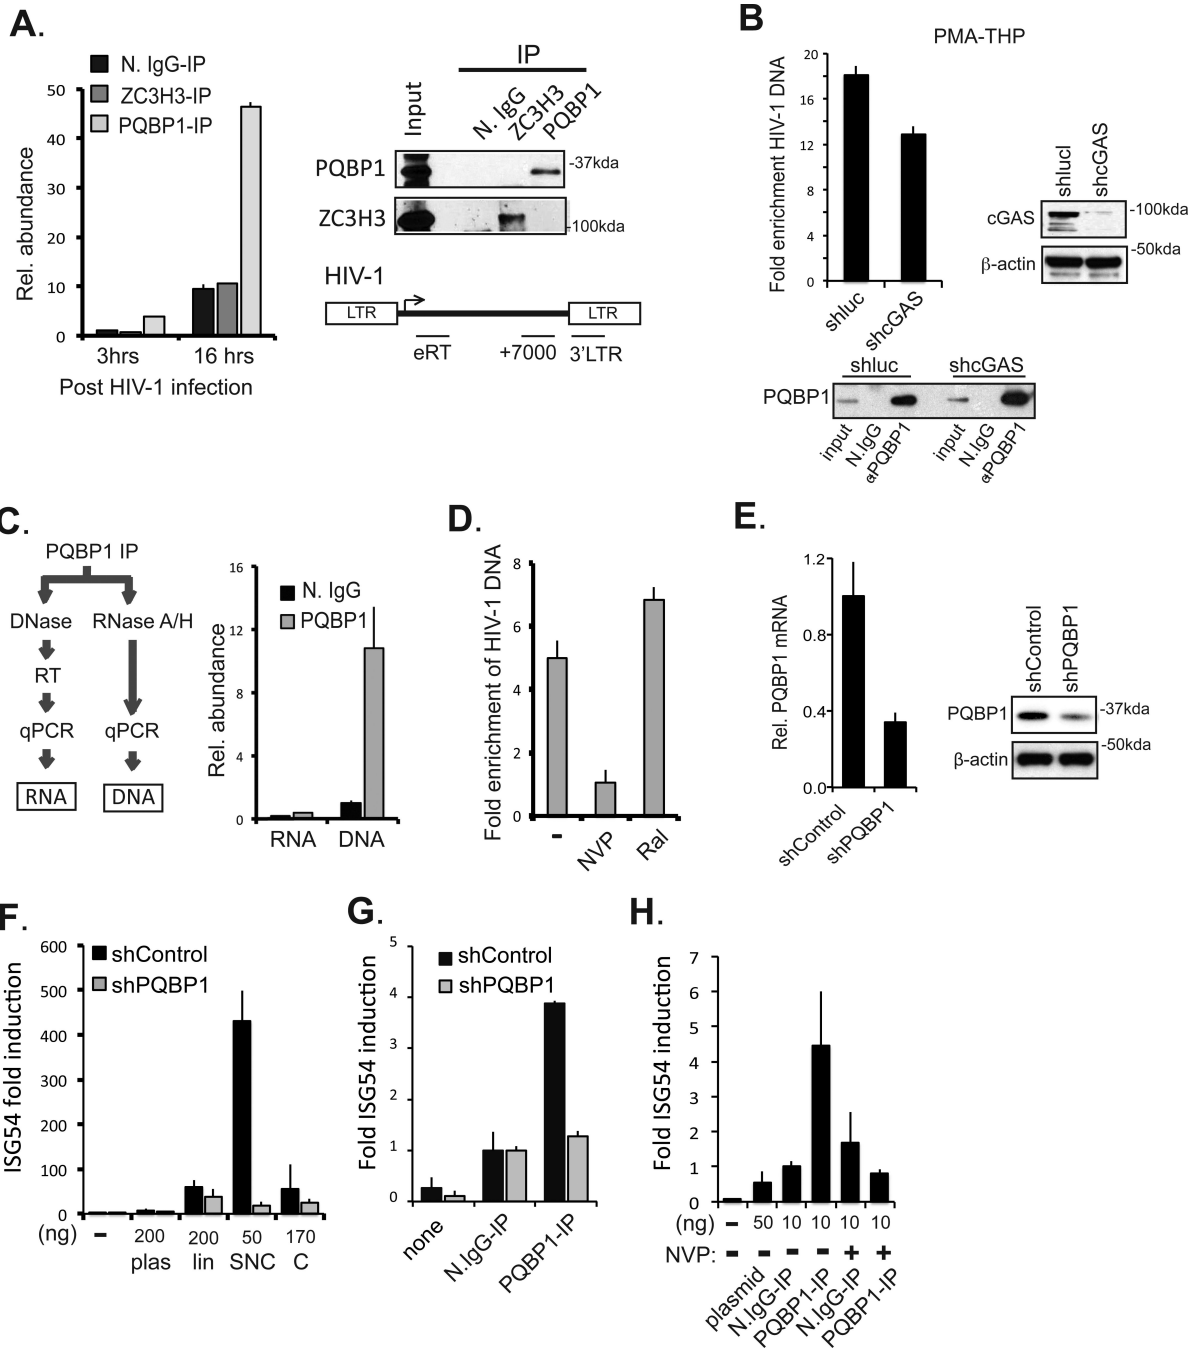 A.
N. IgG-IP
ZC3H3-IP
PQBP1-IP
Rel. abundance
50
40
30
20
10
0
3hrs 16 hrs
Post HIV-1 infection
IP
Input
N. IgG
ZC3H3
PQBP1
PQBP1 -37kda
ZC3H3 -100kda
HIV-1
LTR LTR
eRT +7000 3'LTR
B
PMA-THP
Fold enrichment HIV-1 DNA
20
16
12
8
4
0
shluc
shcGAS
shlucI
shcGAS
cGAS -100kda
-50kda
β-actin
shluc shcGAS
PQBP1
input
N.IgG
αPQBP1
input
N.IgG
αPQBP1
C.
PQBP1 IP
DNase RNase A/H
RT
qPCR qPCR
RNA DNA
Rel. abundance
16
12
8
4
0
N. IgG
PQBP1
RNA DNA
D.
Fold enrichment of HIV-1 DNA
8
6
4
2
0
-
NVP
Ral
E.
Rel. PQBP1 mRNA
1.2
0.8
0.4
0.0
shControl
shPQBP1
shControl
shPQBP1
PQBP1 -37kda
-50kda
β-actin
F.
ISG54 fold induction
600
500
400
300
200
100
0
shControl
shPQBP1
(ng) - 200 200 50 170
plas lin SNC C
G.
Fold ISG54 induction
5
4
3
2
1
0
shControl
shPQBP1
none
N.IgG-IP
PQBP1-IP
H.
Fold ISG54 induction
7
6
5
4
3
2
1
0
(ng) - 50 10 10 10 10
NVP: - - - - + +
plasmid
N.IgG-IP
PQBP1-IP
N.IgG-IP
PQBP1-IP